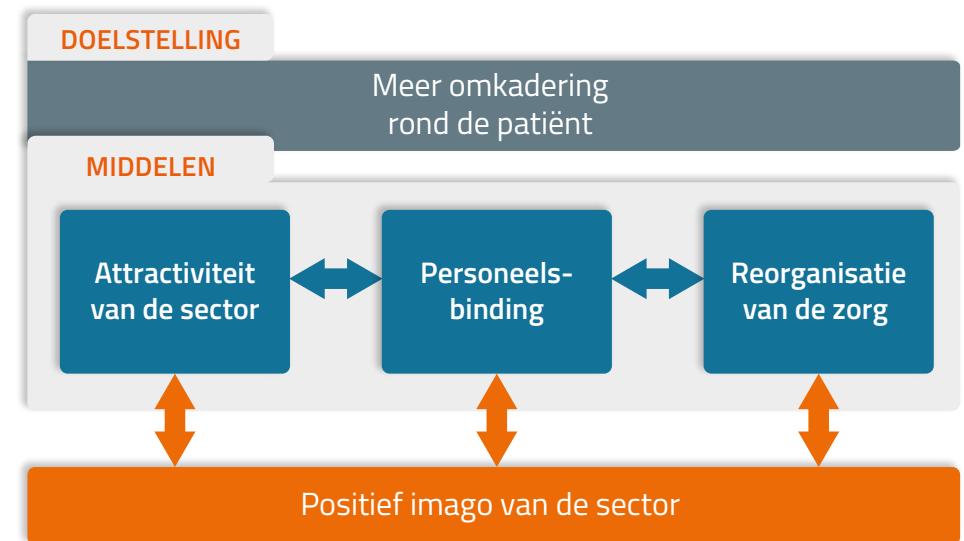 DOELSTELLING
Meer omkadering
rond de patiënt
MIDDELEN
Attractiviteit
van de sector
Personeels-
binding
Reorganisatie
van de zorg
Positief imago van de sector